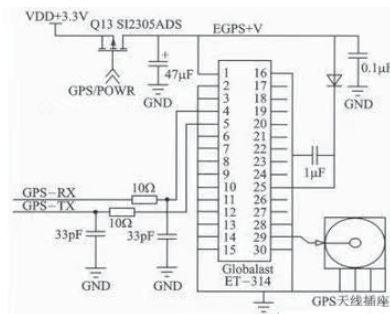 VDD+3.3V
Q13 SI2305ADS
EGPS+V
GPS/POWR
+
47μF
GND
0.1μF
GND
1 16
2 17
3 18
4 19
5 20
6 21
7 22
8 23
9 24
10 25
11 26
12 27
13 28
14 29
15 30
1μF
GPS-RX
10Ω
GPS-TX
10Ω
33pF
33pF
GND
GND
Globalast
ET-314
GND
GPS天线插座